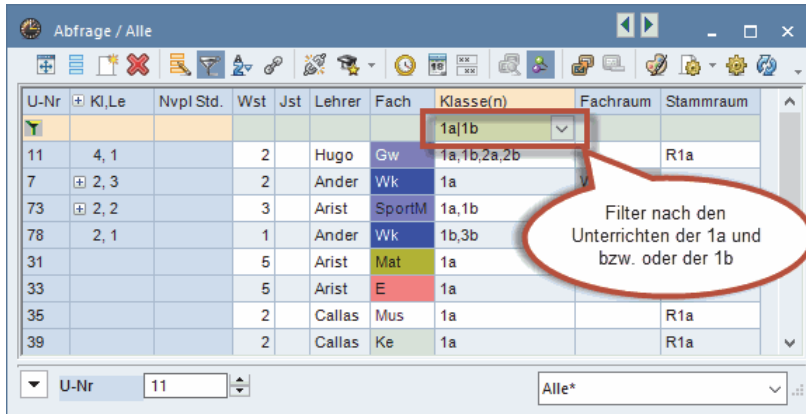 Abfrage / Alle
U-Nr Kl,Le Nvpl Std. Wst Jst Lehrer Fach Klasse(n) Fachraum Stammraum
1a|1b
11 4, 1 2 Hugo Gw 1a,1b,2a,2b R1a
7 2, 3 2 Ander Wk 1a
73 2, 2 3 Arist SportM 1a,1b
78 2, 1 1 Ander Wk 1b,3b
31 5 Arist Mat 1a
33 5 Arist E 1a
35 2 Callas Mus 1a R1a
39 2 Callas Ke 1a R1a
Filter nach den
Unterrichten der 1a und
bzw. oder der 1b
U-Nr 11 Alle*